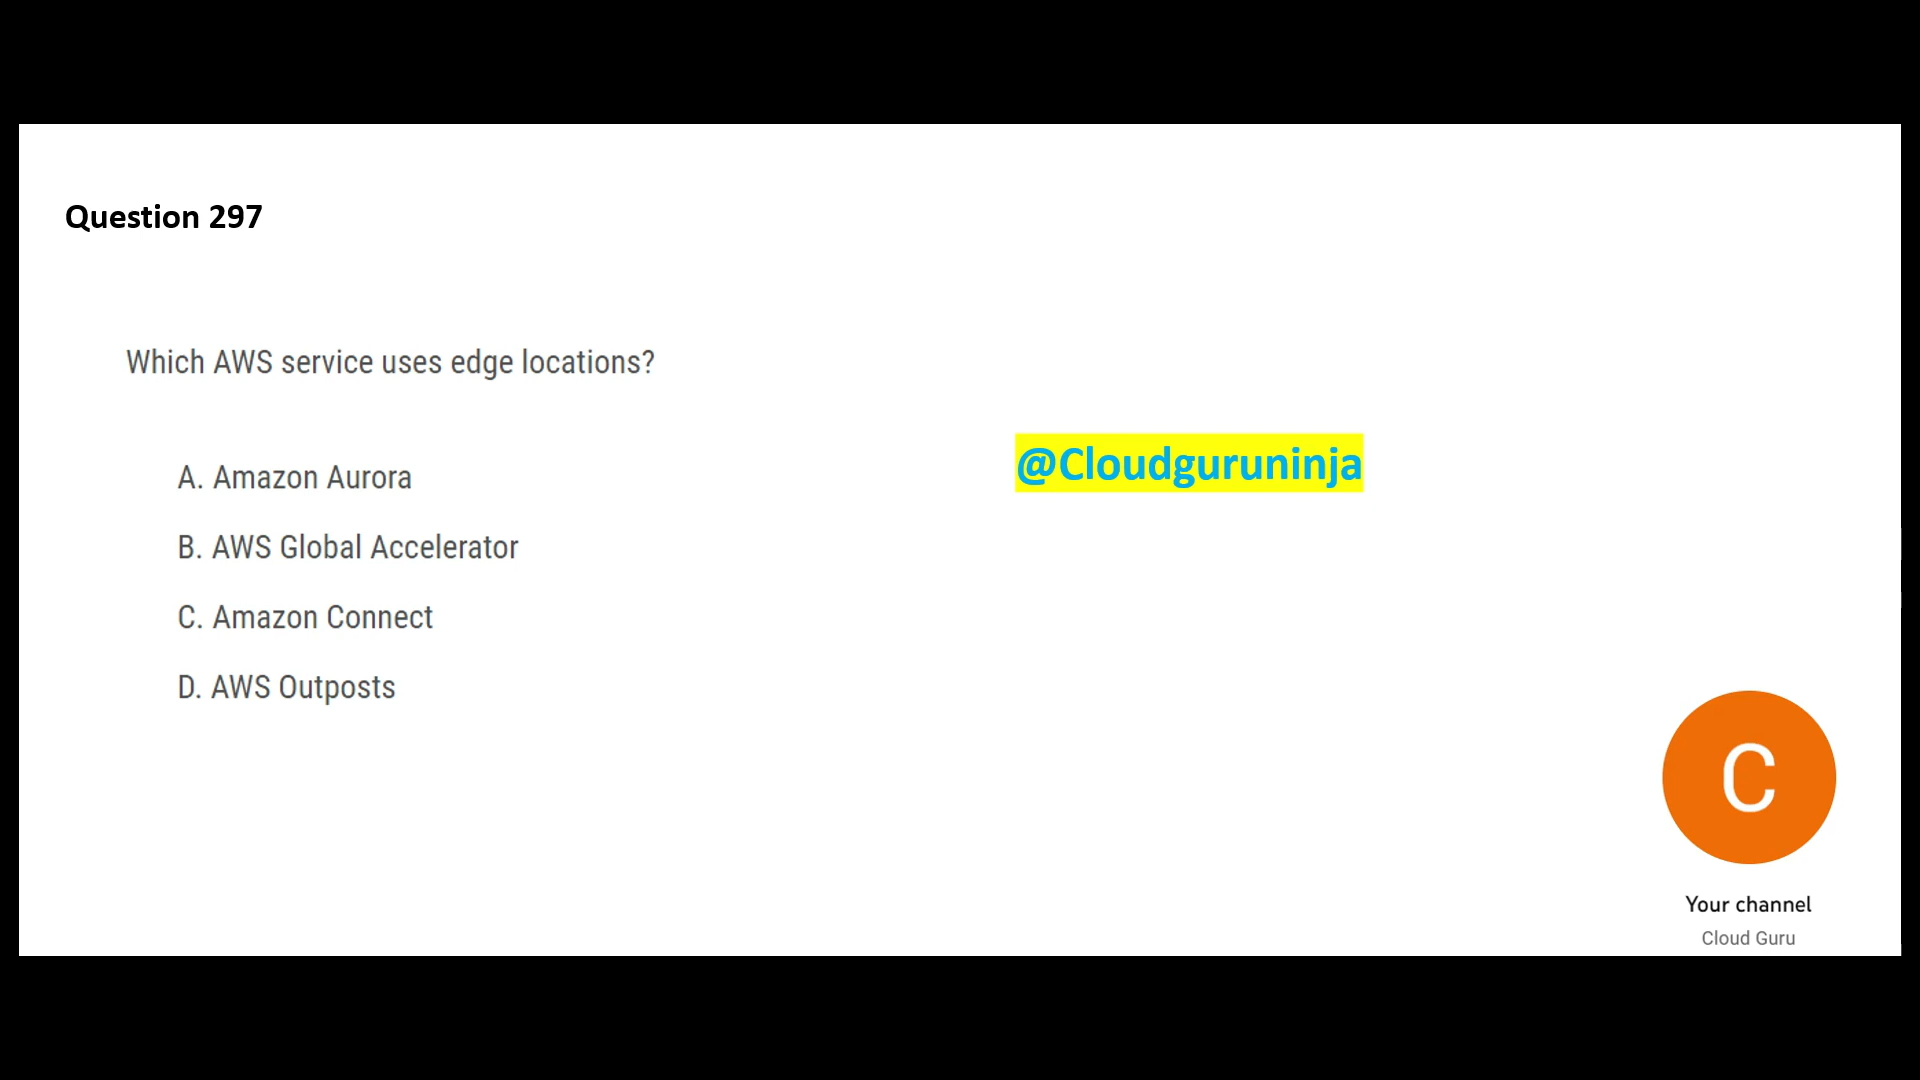 Question 297
Which AWS service uses edge locations?
@Cloudguruninja
A. Amazon Aurora
B. AWS Global Accelerator
C. Amazon Connect
D. AWS Outposts
C
Your channel
Cloud Guru